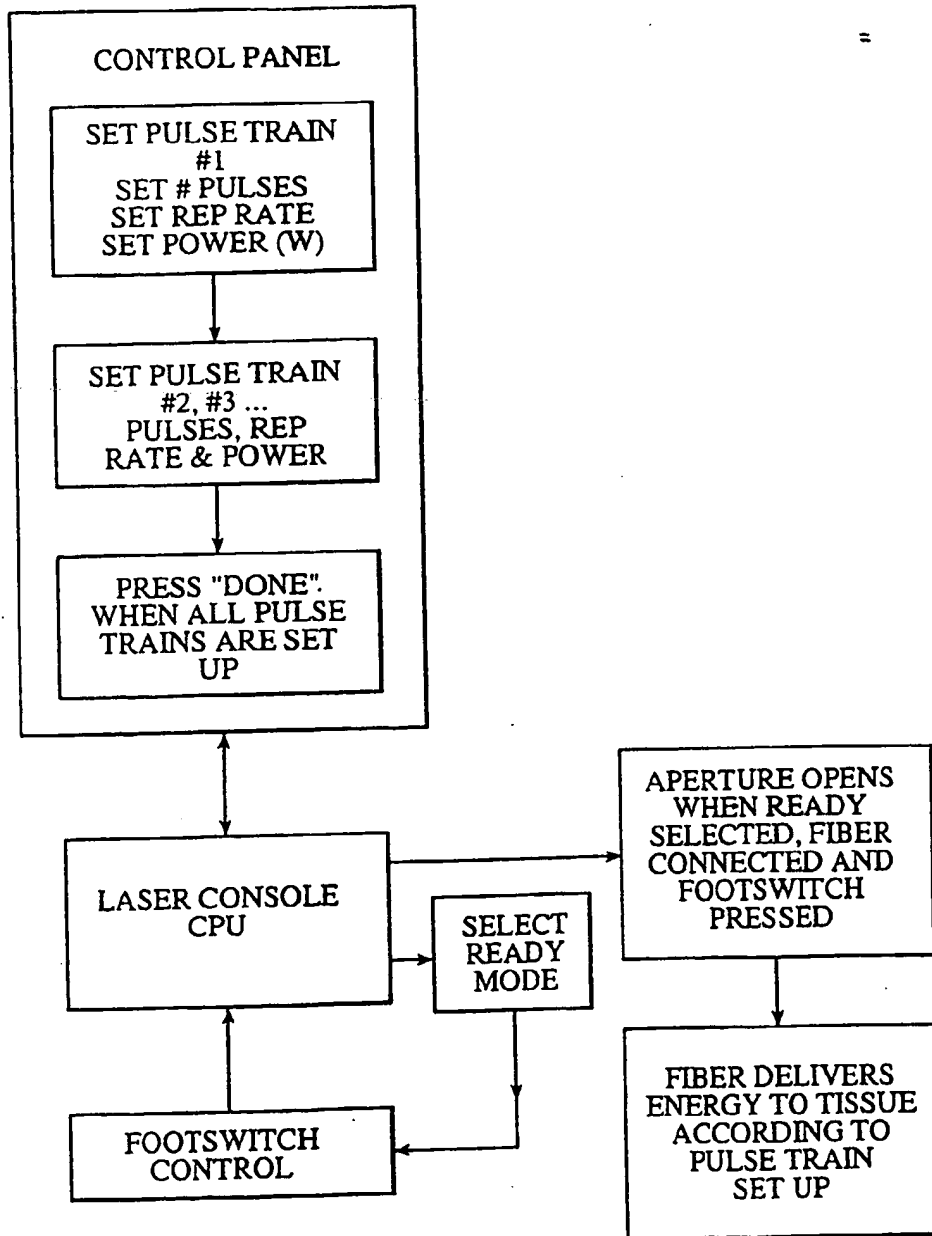 CONTROL PANEL
SET PULSE TRAIN
#1
SET # PULSES
SET REP RATE
SET POWER (W)
SET PULSE TRAIN
#2, #3 ...
PULSES, REP
RATE & POWER
PRESS "DONE".
WHEN ALL PULSE
TRAINS ARE SET
UP
LASER CONSOLE
CPU
SELECT
READY
MODE
FOOTSWITCH
CONTROL
APERTURE OPENS
WHEN READY
SELECTED, FIBER
CONNECTED AND
FOOTSWITCH
PRESSED
FIBER DELIVERS
ENERGY TO TISSUE
ACCORDING TO
PULSE TRAIN
SET UP